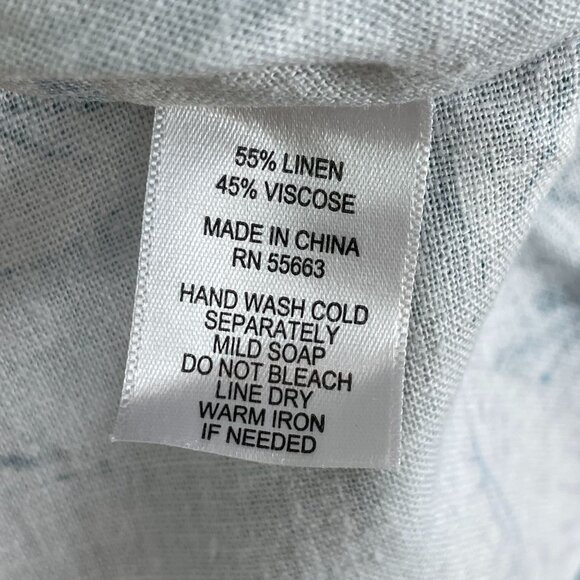 55% LINEN
45% VISCOSE
MADE IN CHINA
RN 55663
HAND WASH COLD
SEPARATELY
MILD SOAP
DO NOT BLEACH
LINE DRY
WARM IRON
IF NEEDED